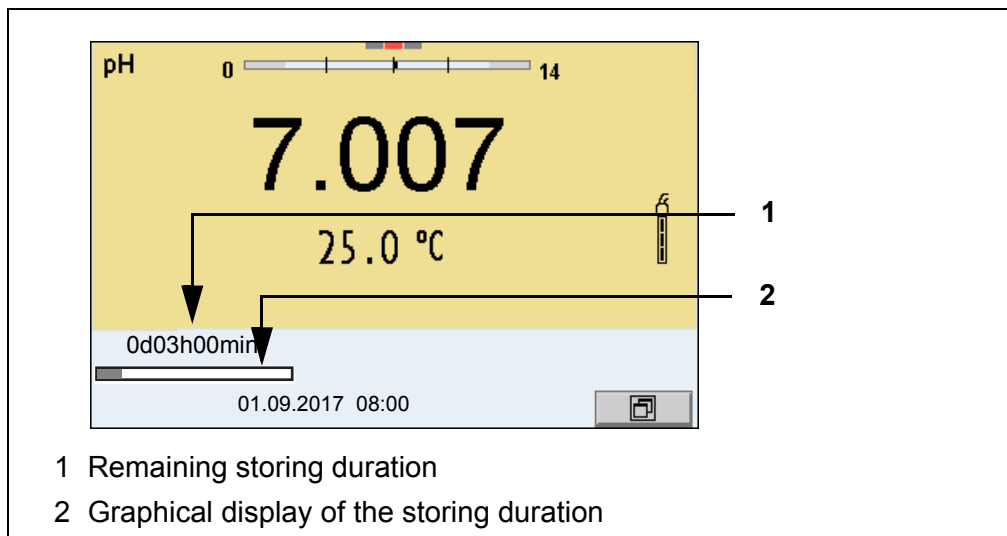 pH 0 14
7.007
1
25.0 °C
2
0d03h00min
01.09.2017 08:00
1 Remaining storing duration
2 Graphical display of the storing duration